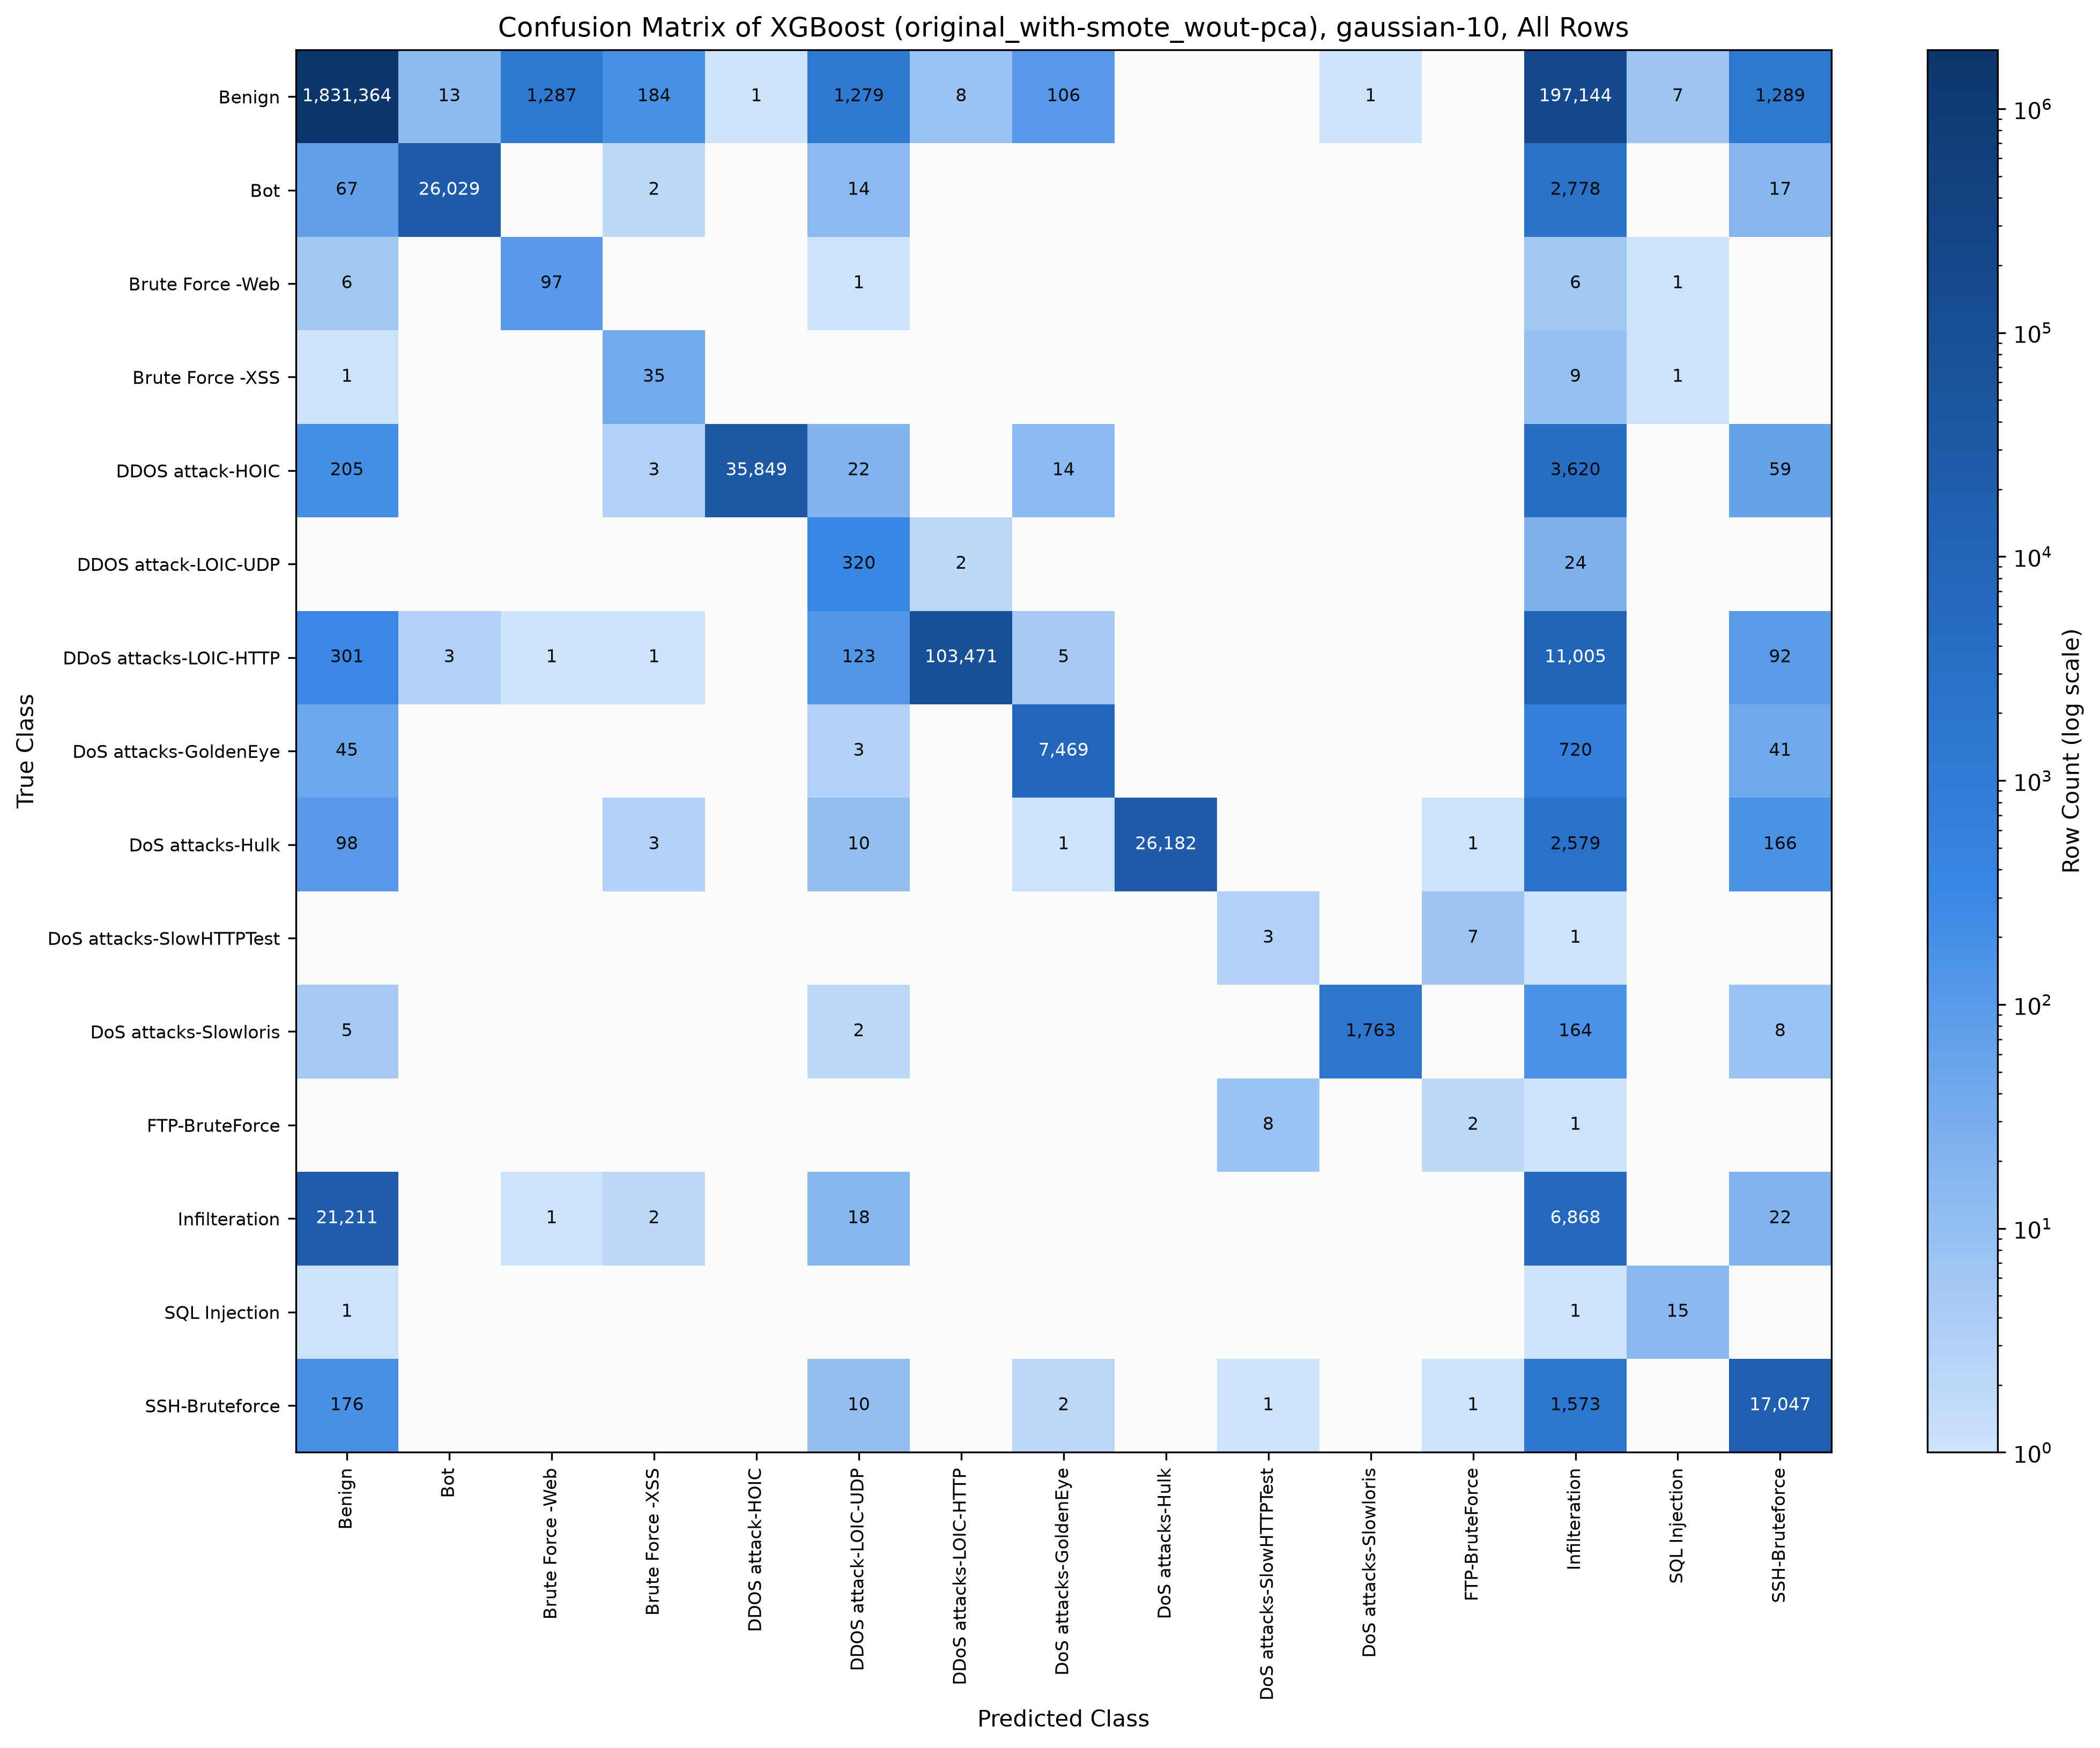 Confusion Matrix of XGBoost (original_with-smote_wout-pca), gaussian-10, All Rows
Benign 1,831,364 13 1,287 184 1 1,279 8 106 1 197,144 7 1,289
Bot 67 26,029 2 14 2,778 17
Brute Force -Web 6 97 1 6 1
Brute Force -XSS 1 35 9 1
DDOS attack-HOIC 205 3 35,849 22 14 3,620 59
DDOS attack-LOIC-UDP 320 2 24
DDoS attacks-LOIC-HTTP 301 3 1 1 123 103,471 5 11,005 92
DoS attacks-GoldenEye 45 3 7,469 720 41
DoS attacks-Hulk 98 3 10 1 26,182 1 2,579 166
DoS attacks-SlowHTTPTest 3 7 1
DoS attacks-Slowloris 5 2 1,763 164 8
FTP-BruteForce 8 2 1
Infilteration 21,211 1 2 18 6,868 22
SQL Injection 1 1 15
SSH-Bruteforce 176 10 2 1 1 1,573 17,047
True Class
Benign
Bot
Brute Force -Web
Brute Force -XSS
DDOS attack-HOIC
DDOS attack-LOIC-UDP
DDoS attacks-LOIC-HTTP
DoS attacks-GoldenEye
DoS attacks-Hulk
DoS attacks-SlowHTTPTest
DoS attacks-Slowloris
FTP-BruteForce
Infilteration
SQL Injection
SSH-Bruteforce
Predicted Class
10⁶
10⁵
10⁴
10³
10²
10¹
10⁰
Row Count (log scale)